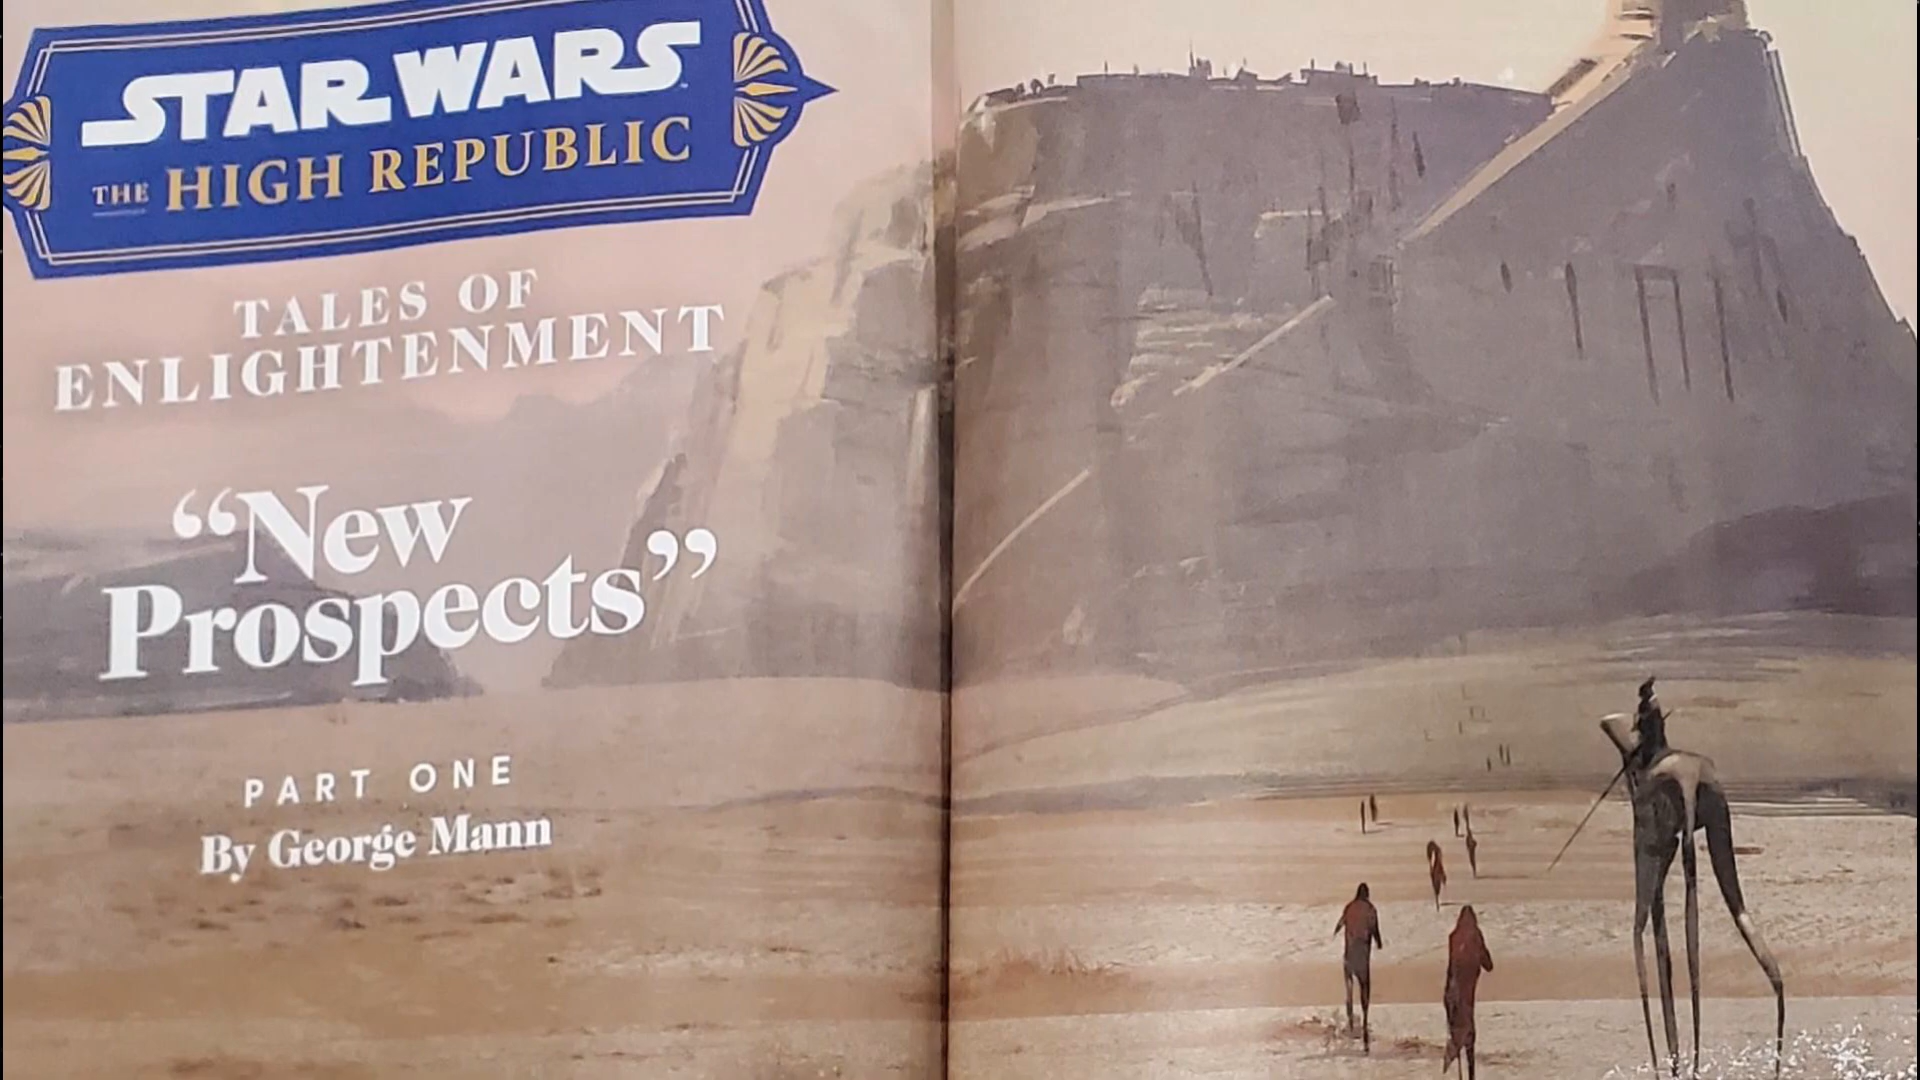 STAR WARS
THE HIGH REPUBLIC
TALES OF
ENLIGHTENMENT
“New
Prospects”
PART ONE
By George Mann